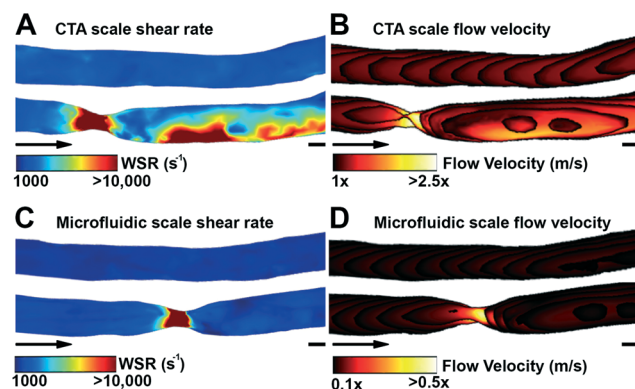 A CTA scale shear rate
B CTA scale flow velocity
WSR (s⁻¹)
1000 >10,000
Flow Velocity (m/s)
1x >2.5x
C Microfluidic scale shear rate
D Microfluidic scale flow velocity
WSR (s⁻¹)
1000 >10,000
Flow Velocity (m/s)
0.1x >0.5x